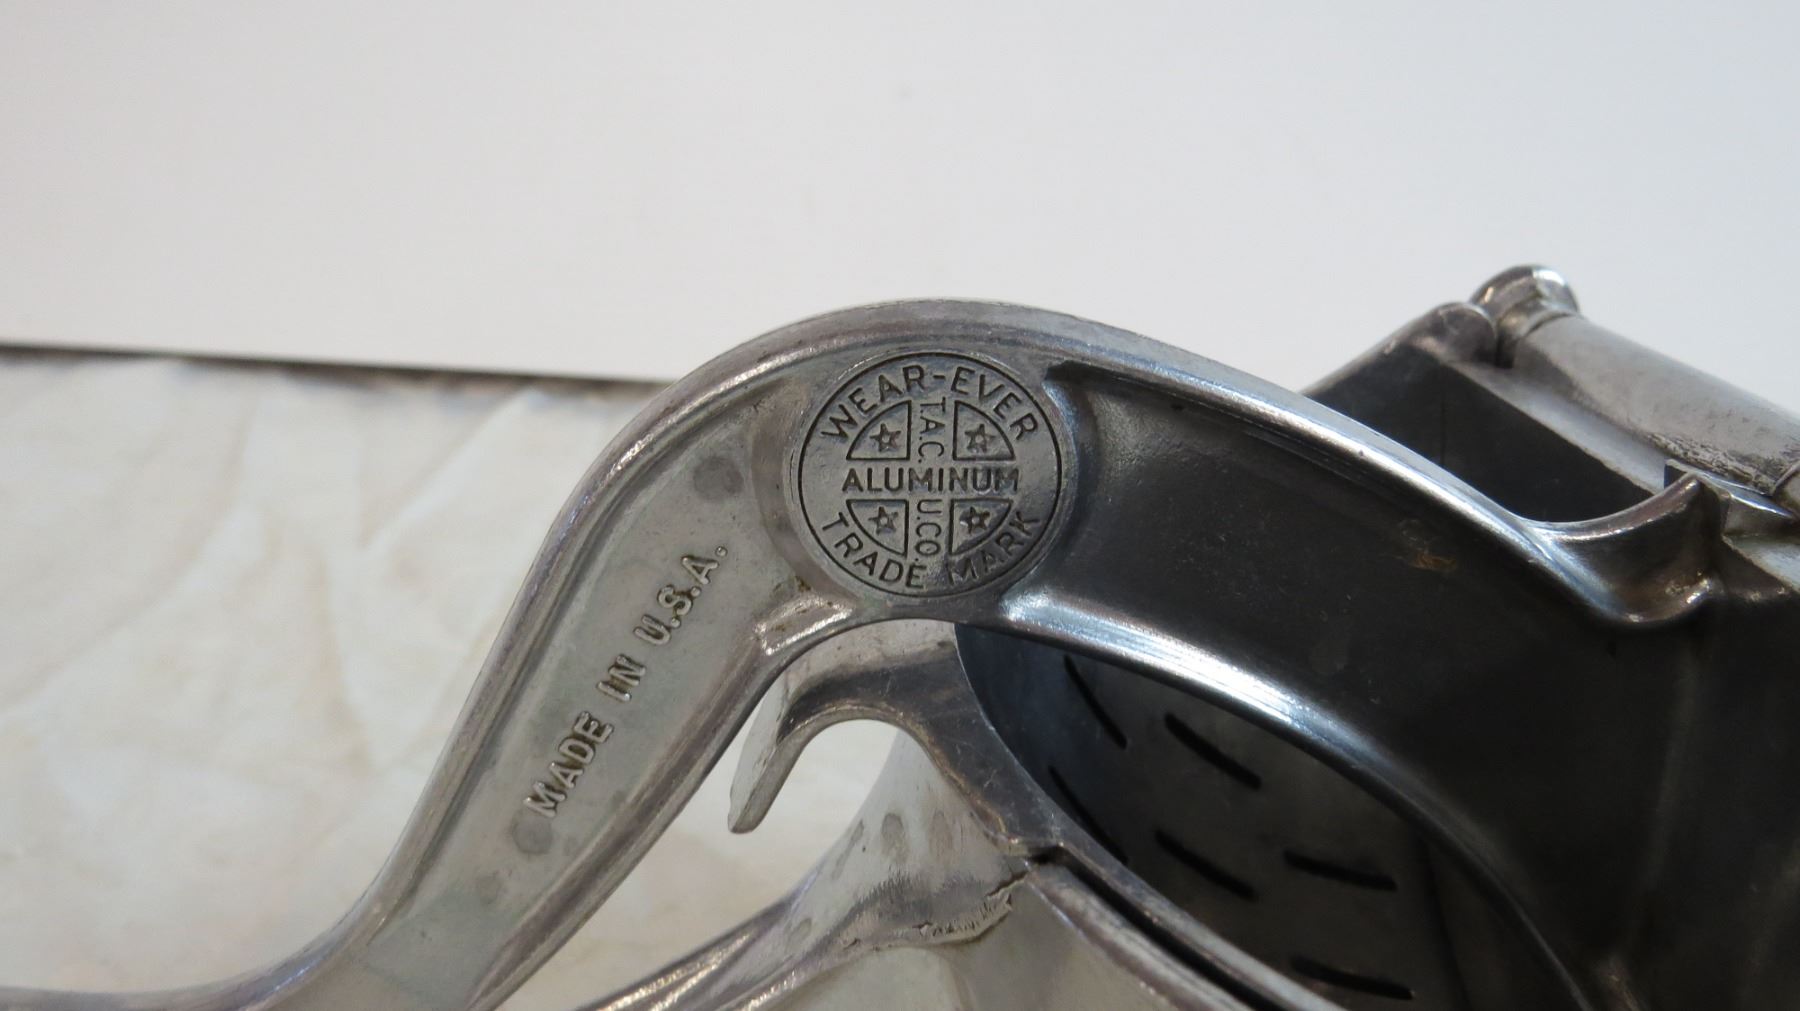 WEAR-EVER
T.A.C.
ALUMINUM
U.CO.
TRADE MARK
MADE IN U.S.A.